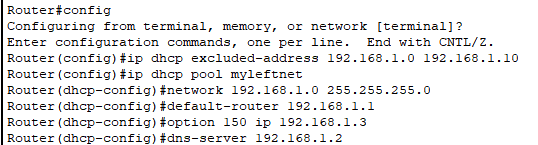 Router#config
Configuring from terminal, memory, or network [terminal]?
Enter configuration commands, one per line.  End with CNTL/Z.
Router(config)#ip dhcp excluded-address 192.168.1.0 192.168.1.10
Router(config)#ip dhcp pool myleftnet
Router(dhcp-config)#network 192.168.1.0 255.255.255.0
Router(dhcp-config)#default-router 192.168.1.1
Router(dhcp-config)#option 150 ip 192.168.1.3
Router(dhcp-config)#dns-server 192.168.1.2